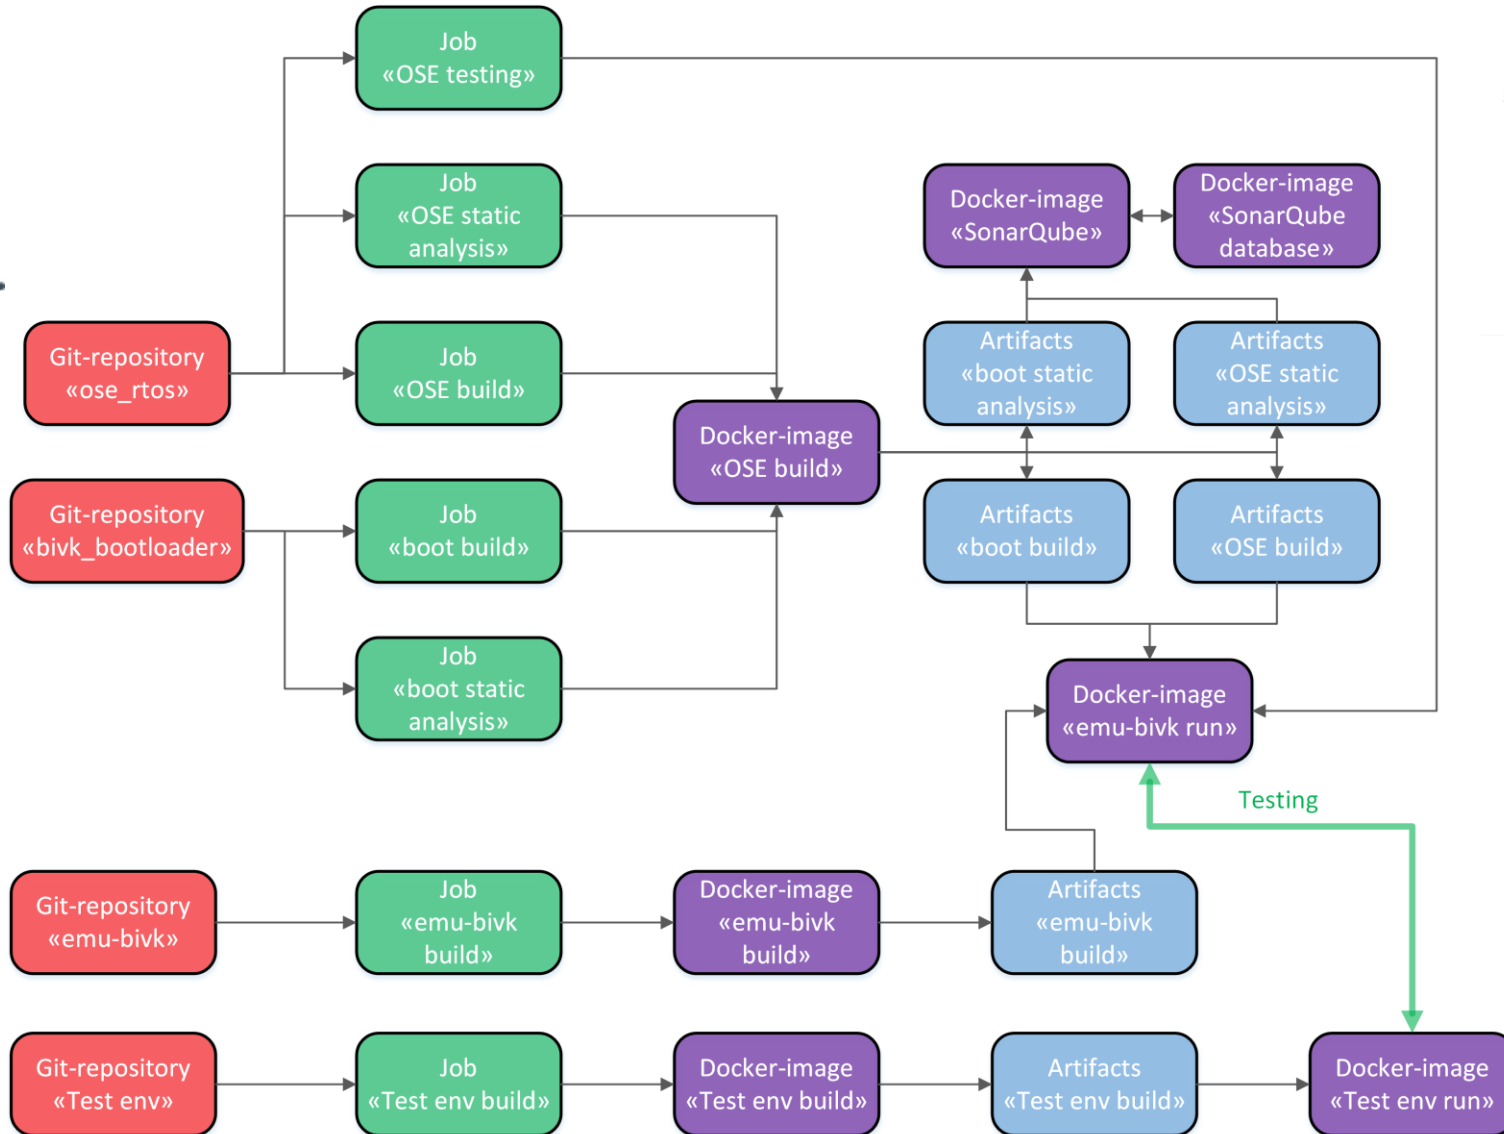 Job
«OSE testing»
Job
«OSE static
analysis»
Docker-image
«SonarQube»
Docker-image
«SonarQube
database»
Git-repository
«ose_rtos»
Job
«OSE build»
Artifacts
«boot static
analysis»
Artifacts
«OSE static
analysis»
Docker-image
«OSE build»
Git-repository
«bivk_bootloader»
Job
«boot build»
Artifacts
«boot build»
Artifacts
«OSE build»
Job
«boot static
analysis»
Docker-image
«emu-bivk run»
Testing
Git-repository
«emu-bivk»
Job
«emu-bivk
build»
Docker-image
«emu-bivk
build»
Artifacts
«emu-bivk
build»
Git-repository
«Test env»
Job
«Test env build»
Docker-image
«Test env build»
Artifacts
«Test env build»
Docker-image
«Test env run»